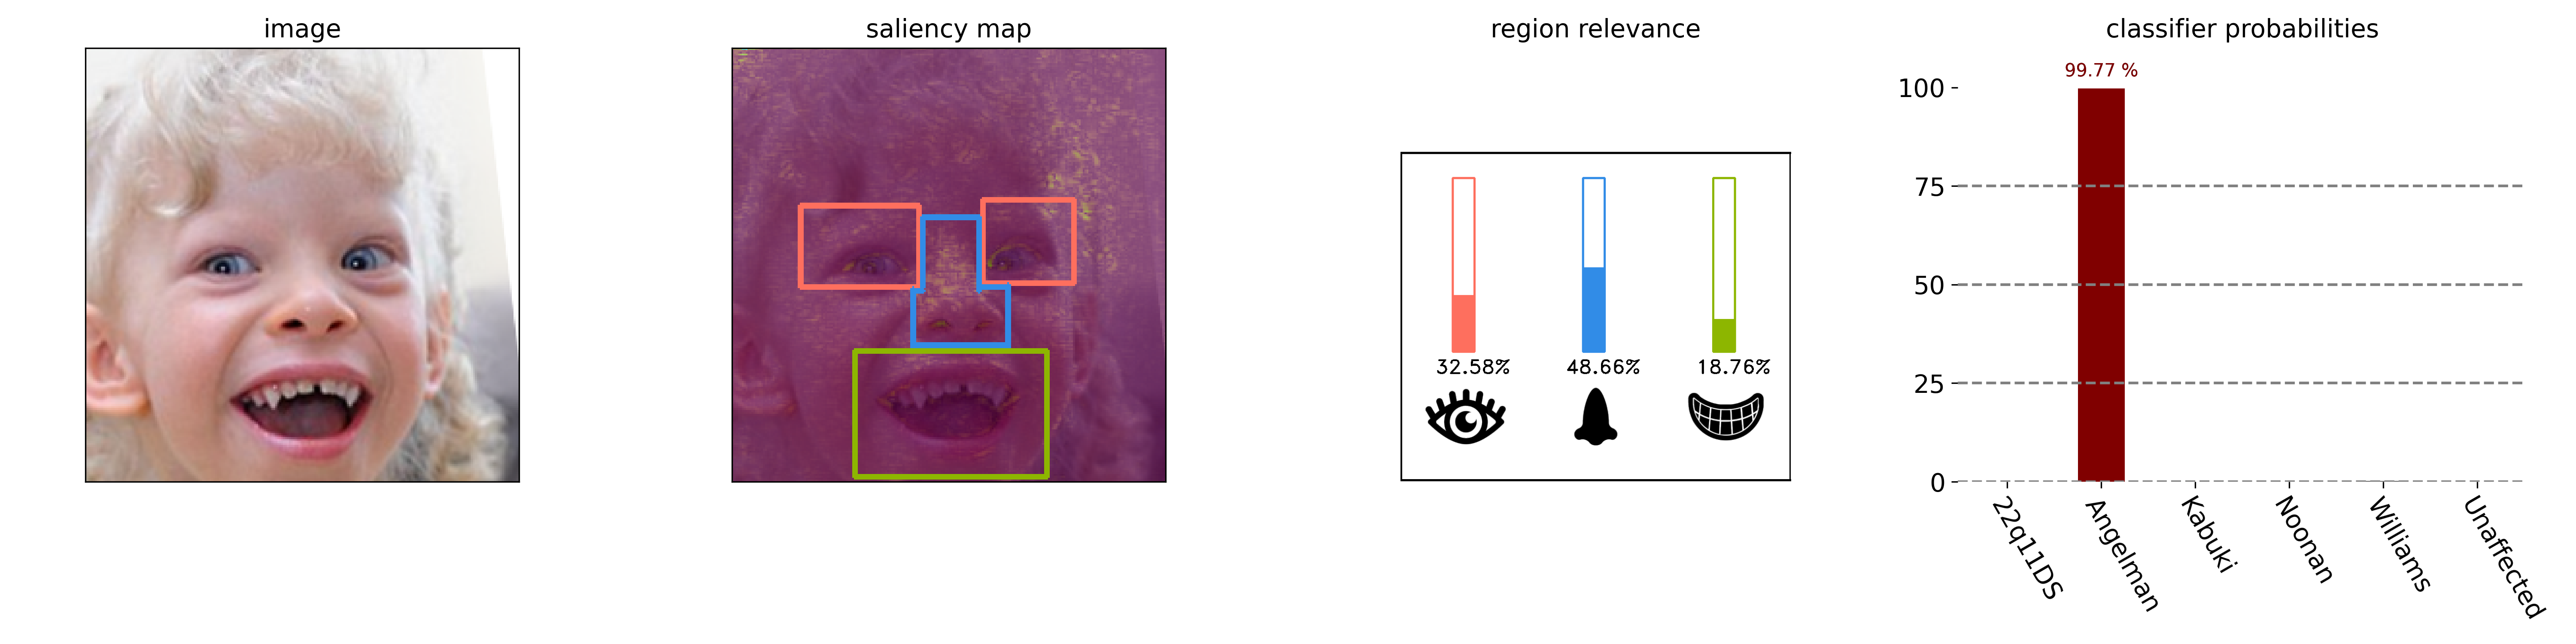 image
saliency map
region relevance
32.58%
48.66%
18.76%
classifier probabilities
99.77 %
100
75
50
25
0
22q11DS
Angelman
Kabuki
Noonan
Williams
Unaffected